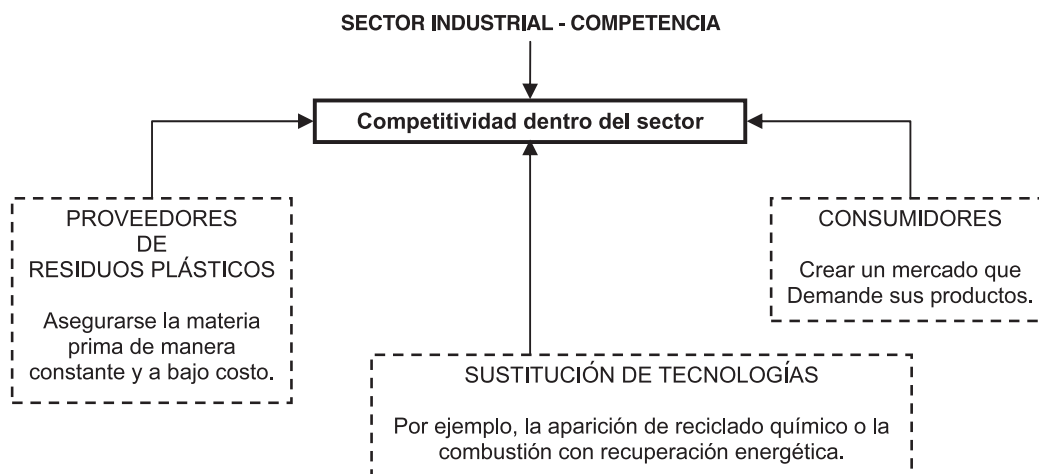 SECTOR INDUSTRIAL - COMPETENCIA
Competitividad dentro del sector
PROVEEDORES
DE
RESIDUOS PLÁSTICOS
Asegurarse la materia
prima de manera
constante y a bajo costo.
CONSUMIDORES
Crear un mercado que
Demande sus productos.
SUSTITUCIÓN DE TECNOLOGÍAS
Por ejemplo, la aparición de reciclado químico o la
combustión con recuperación energética.